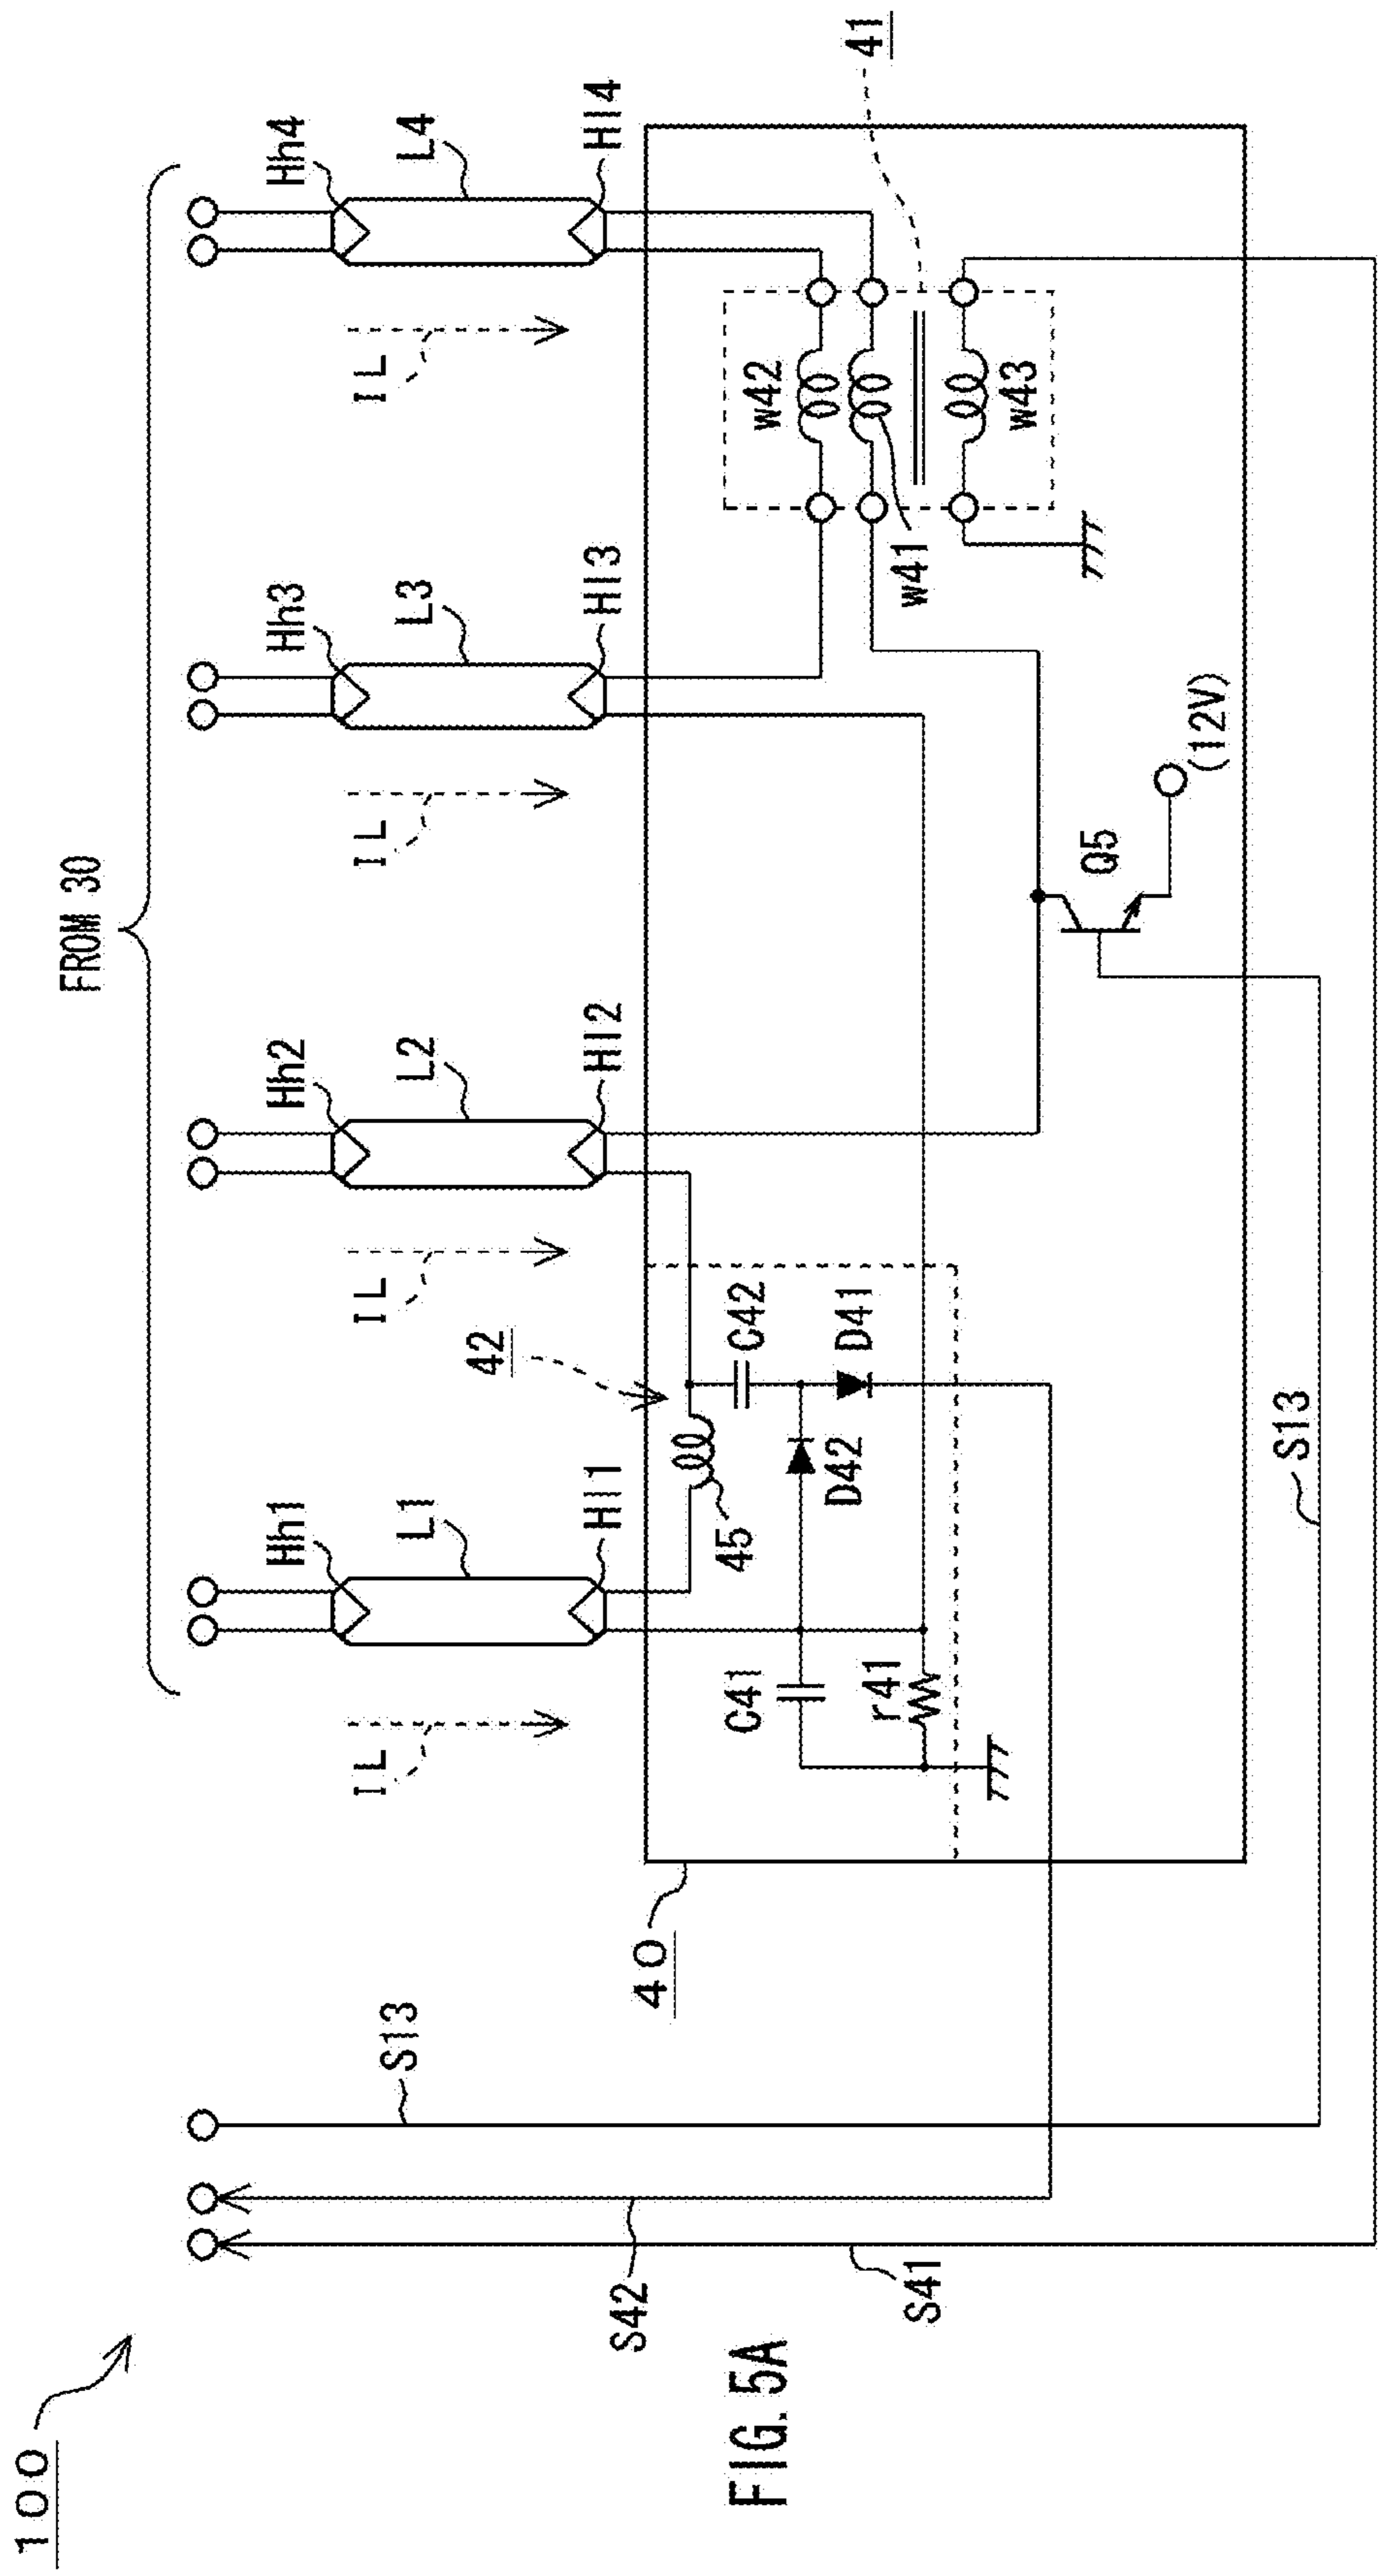 100
FROM 30
Hh1
Hh2
Hh3
Hh4
L1
L2
L3
L4
IL
IL
IL
IL
Hl1
Hl2
Hl3
Hl4
S13
S42
S41
40
42
45
C42
D41
D42
C41
r41
41
w42
w41
w43
Q5
(12V)
S13
FIG. 5A